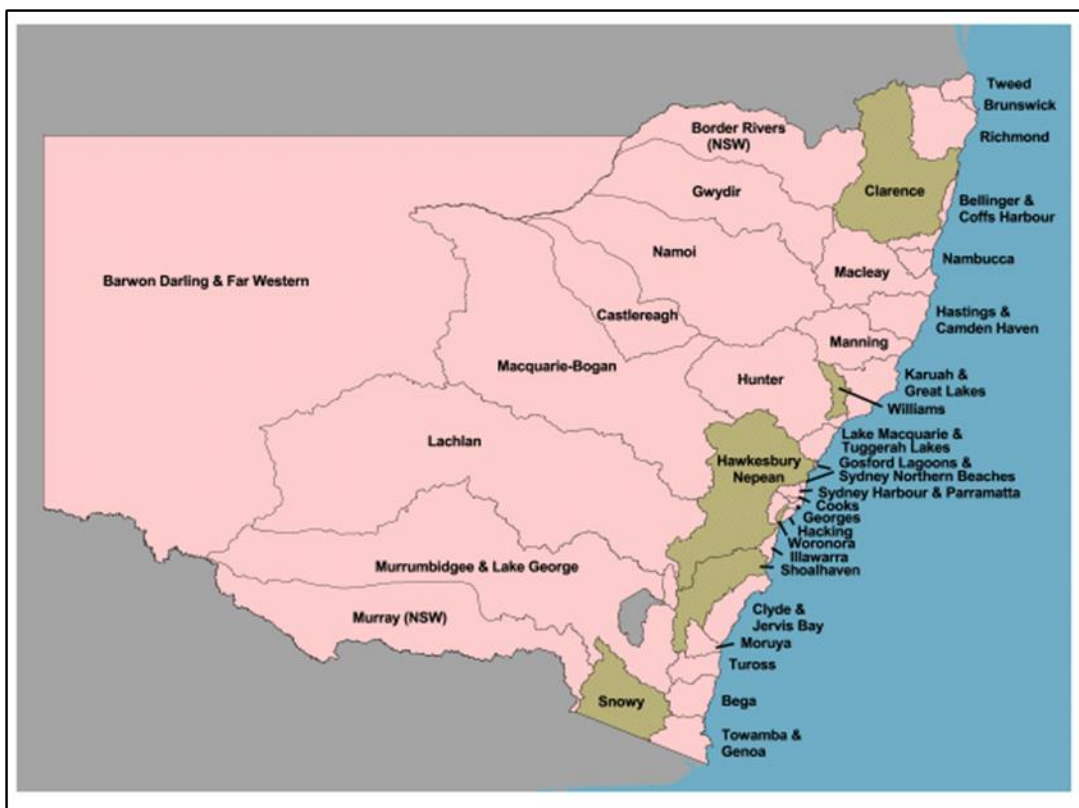 Tweed
Brunswick
Border Rivers
(NSW)
Richmond
Gwydir
Clarence
Bellinger &
Coffs Harbour
Namoi
Nambucca
Macleay
Barwon Darling & Far Western
Hastings &
Camden Haven
Castlereagh
Manning
Macquarie-Bogan
Hunter
Karuah &
Great Lakes
Williams
Lachlan
Lake Macquarie &
Tuggerah Lakes
Hawkesbury
Nepean
Gosford Lagoons &
Sydney Northern Beaches
Sydney Harbour & Parramatta
Cooks
Georges
Hacking
Woronora
Illawarra
Shoalhaven
Murrumbidgee & Lake George
Murray (NSW)
Clyde &
Jervis Bay
Moruya
Tuross
Snowy
Bega
Towamba &
Genoa